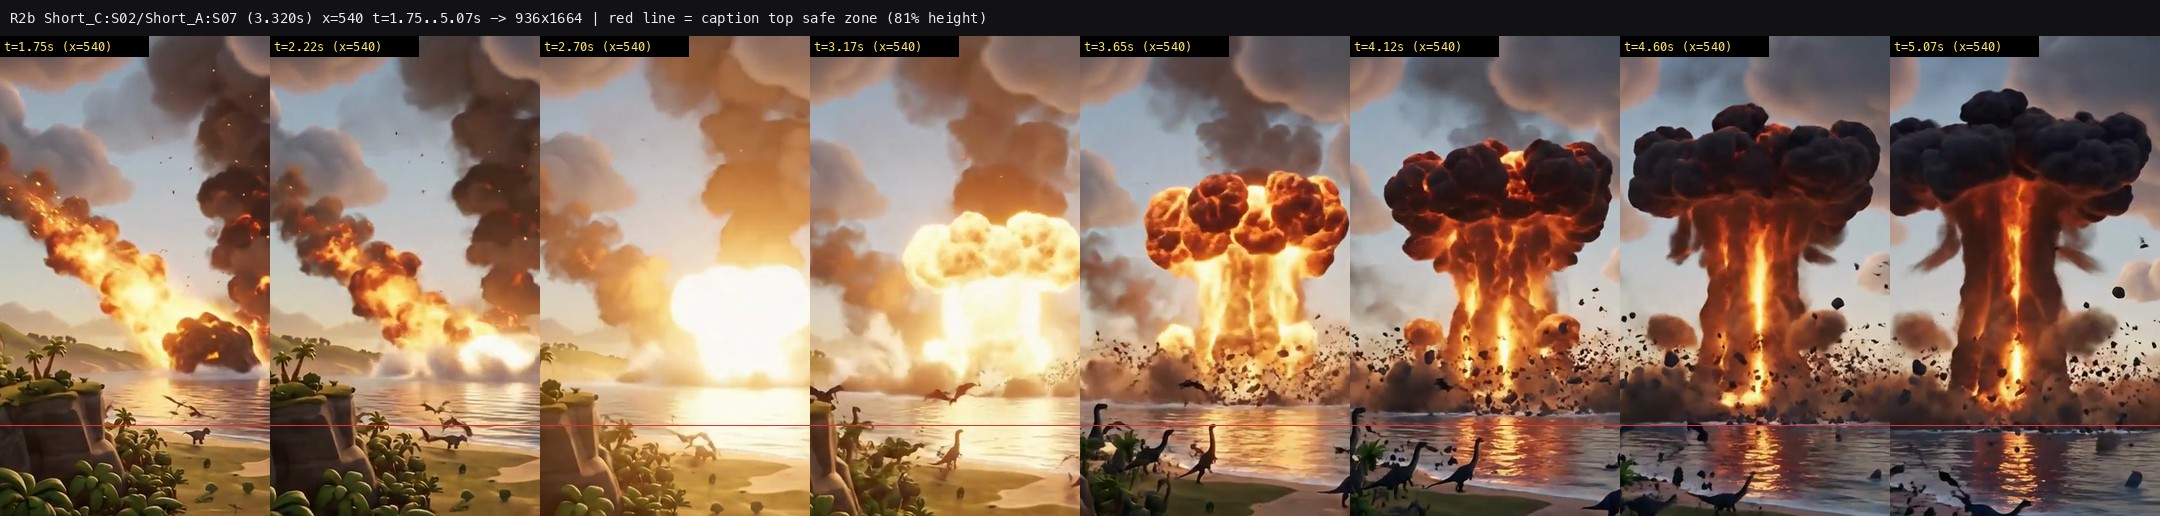 R2b Short_C:S02/Short_A:S07 (3.320s) x=540 t=1.75..5.07s —> 936x1664 | red line = caption top safe zone (81% height)
t=1.75s (x=540)
t=2.22s (x=540)
t=2.70s (x=540)
t=3.17s (x=540)
t=3.65s (x=540)
t=4.12s (x=540)
t=4.60s (x=540)
t=5.07s (x=540)